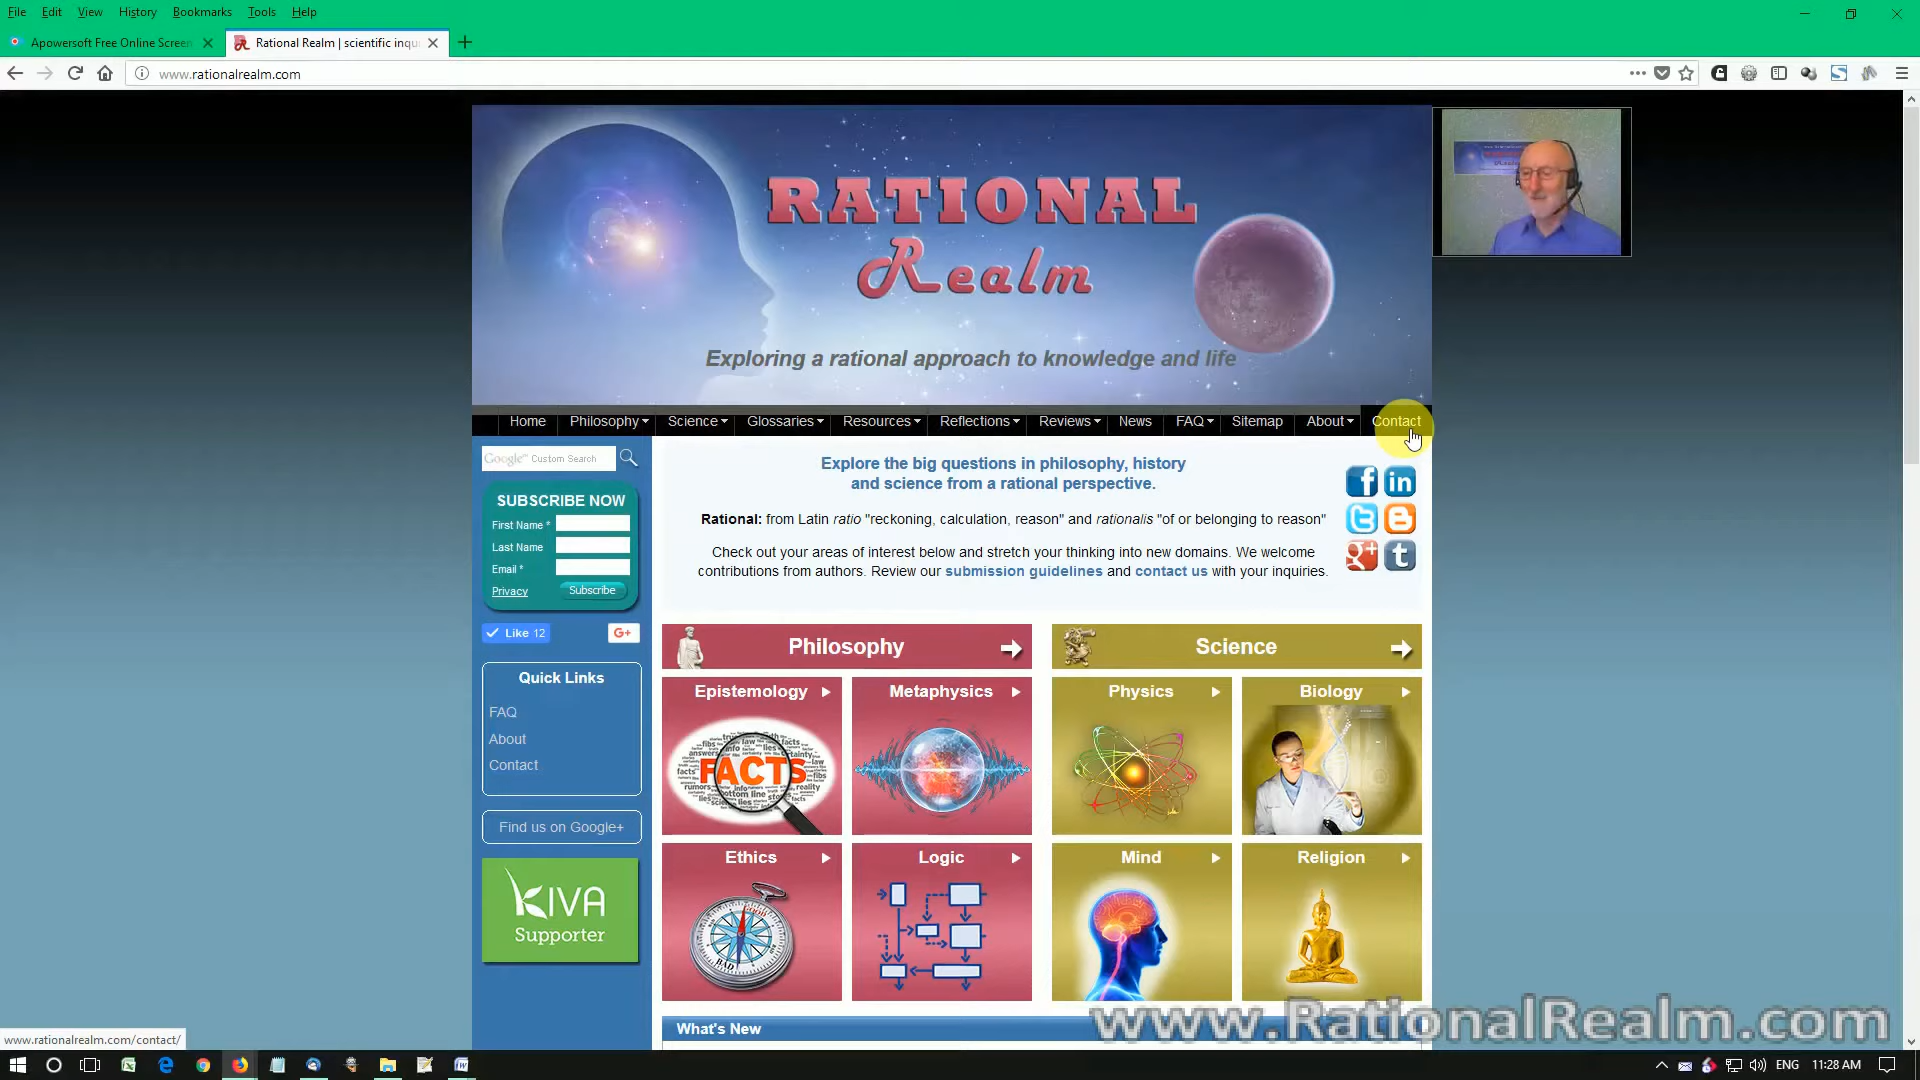 File Edit View History Bookmarks Tools Help
Apowersoft Free Online Screen
Rational Realm | scientific inqu
www.rationalrealm.com
RATIONAL
Realm
Exploring a rational approach to knowledge and life
Home Philosophy Science Glossaries Resources Reflections Reviews News FAQ Sitemap About Contact
Google Custom Search
SUBSCRIBE NOW
First Name *
Last Name
Email *
Privacy Subscribe
Like 12
G+
Quick Links
FAQ
About
Contact
Find us on Google+
KIVA
Supporter
Explore the big questions in philosophy, history
and science from a rational perspective.
Rational: from Latin ratio "reckoning, calculation, reason" and rationalis "of or belonging to reason"
Check out your areas of interest below and stretch your thinking into new domains. We welcome
contributions from authors. Review our submission guidelines and contact us with your inquiries.
f in
t
g+ t
Philosophy
Science
Epistemology
Metaphysics
Physics
Biology
FACTS
Ethics
Logic
Mind
Religion
GOOD
BAD
What's New
www.RationalRealm.com
www.rationalrealm.com/contact/
ENG 11:28 AM